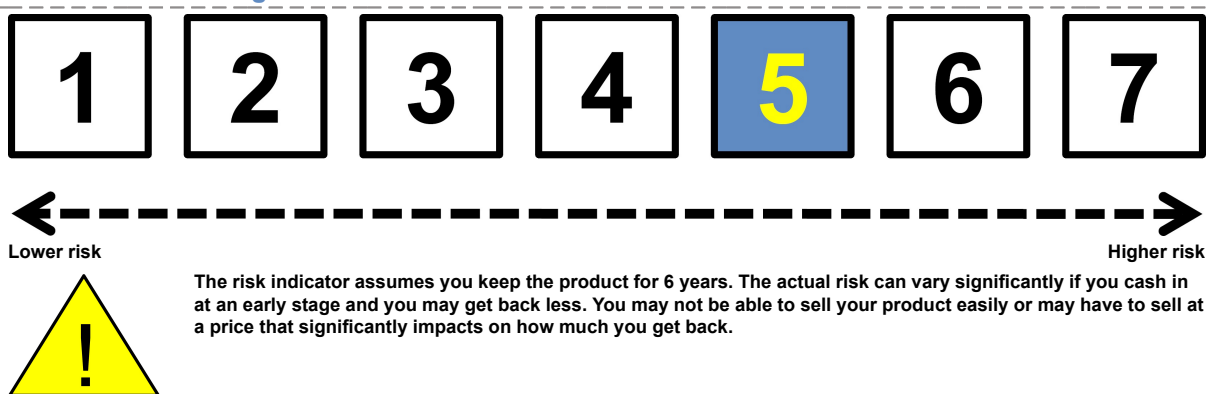 1 2 3 4 5 6 7
Lower risk Higher risk
The risk indicator assumes you keep the product for 6 years. The actual risk can vary significantly if you cash in
at an early stage and you may get back less. You may not be able to sell your product easily or may have to sell at
a price that significantly impacts on how much you get back.
!